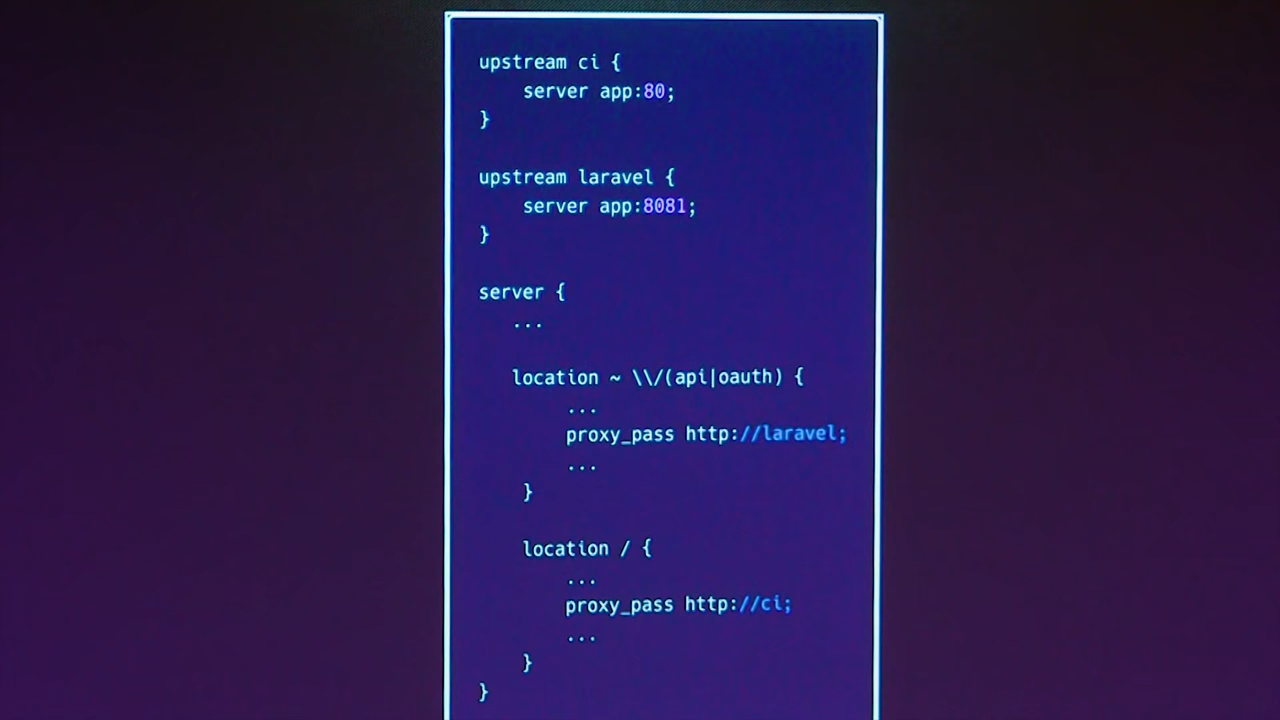 upstream ci {
server app:80;
}
upstream laravel {
server app:8081;
}
server {
...
location ~ \\/(api|oauth) {
...
proxy_pass http://laravel;
...
}
location / {
...
proxy_pass http://ci;
...
}
}